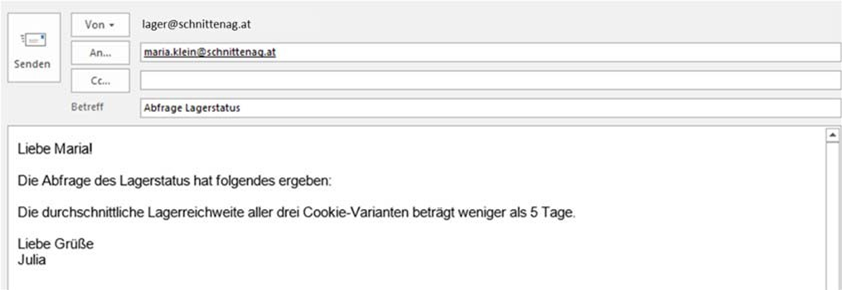 Von
lager@schnittenag.at
Senden
An...
maria.klein@schnittenag.at
Cc...
Betreff
Abfrage Lagerstatus
Liebe Maria!
Die Abfrage des Lagerstatus hat folgendes ergeben:
Die durchschnittliche Lagerreichweite aller drei Cookie-Varianten beträgt weniger als 5 Tage.
Liebe Grüße
Julia